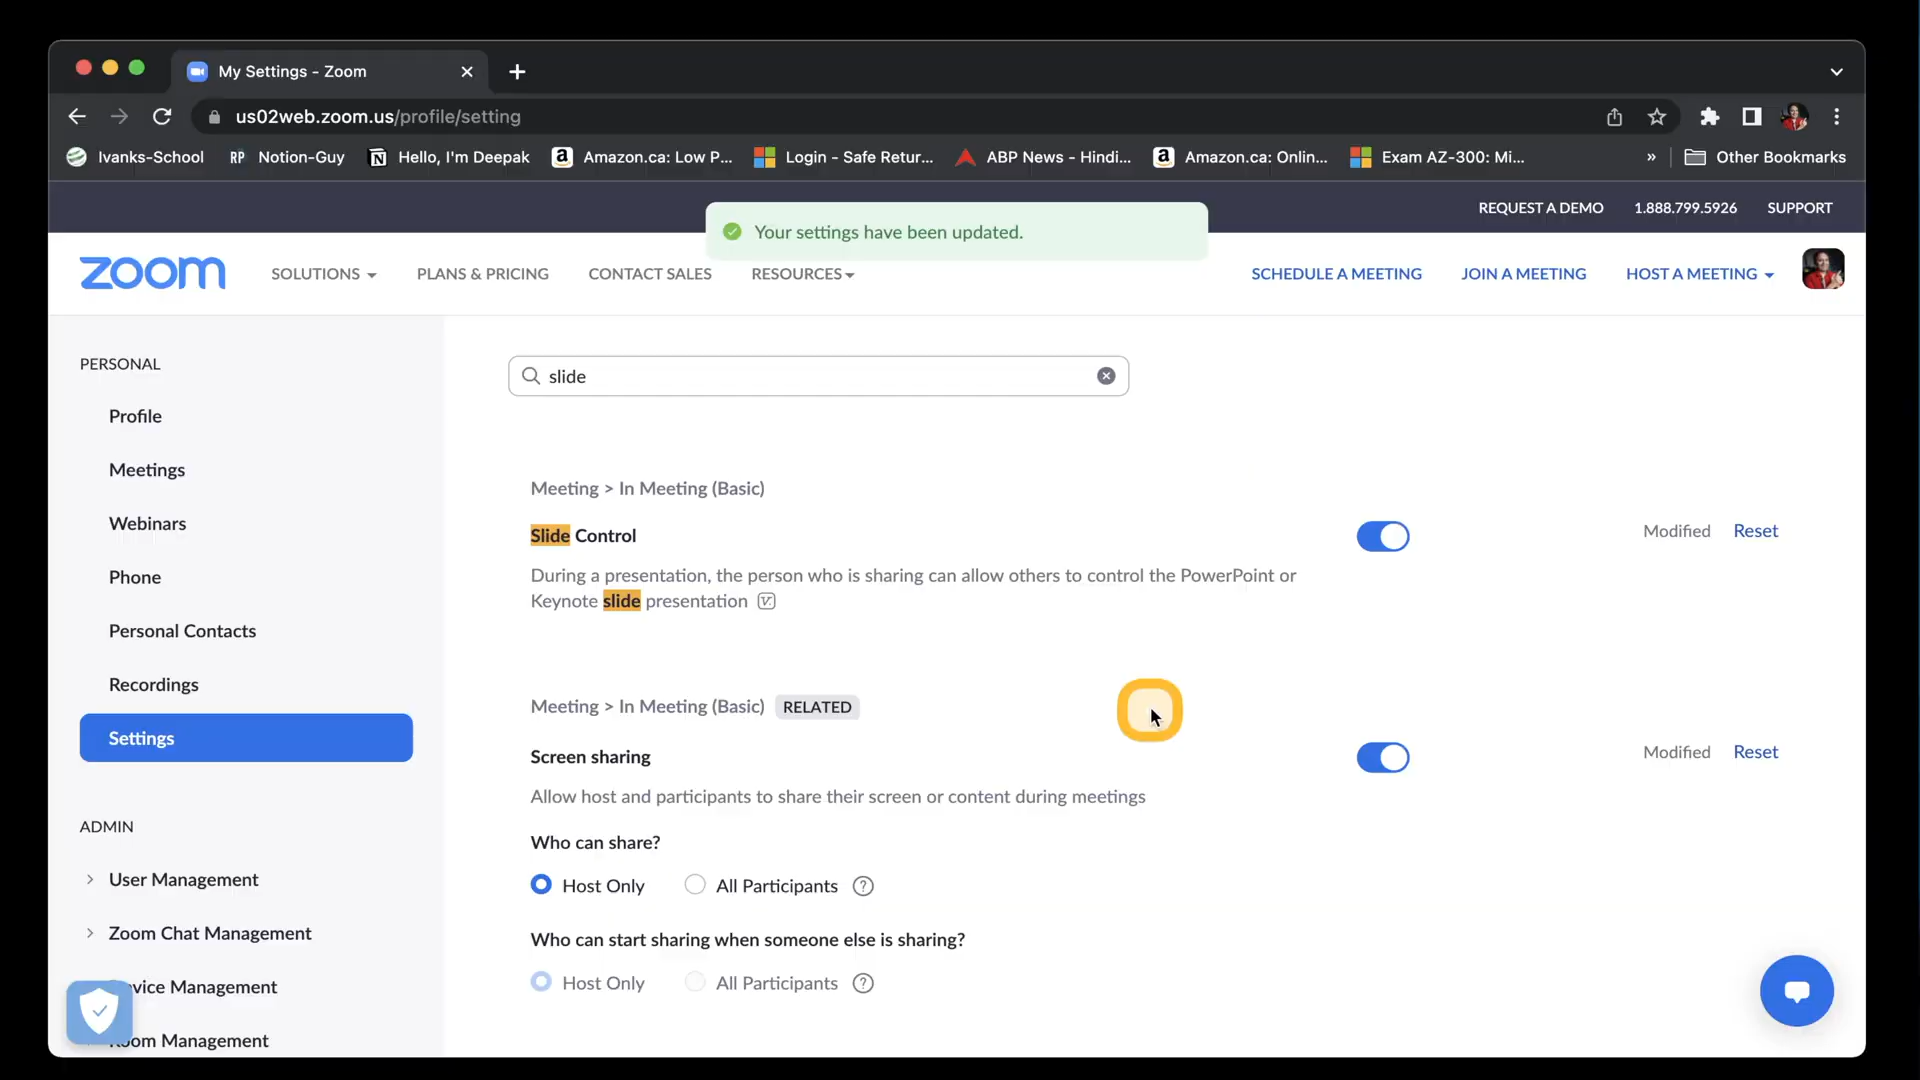 My Settings - Zoom
us02web.zoom.us/profile/setting
Ivanks-School
RP Notion-Guy
Hello, I'm Deepak
a Amazon.ca: Low P...
Login - Safe Retur...
ABP News - Hindi...
a Amazon.ca: Onlin...
Exam AZ-300: Mi...
» Other Bookmarks
REQUEST A DEMO 1.888.799.5926 SUPPORT
Your settings have been updated.
zoom SOLUTIONS PLANS & PRICING CONTACT SALES RESOURCES SCHEDULE A MEETING JOIN A MEETING HOST A MEETING
PERSONAL
Profile
Meetings
Webinars
Phone
Personal Contacts
Recordings
Settings
ADMIN
User Management
Zoom Chat Management
vice Management
oom Management
slide
Meeting > In Meeting (Basic)
Slide Control
Modified Reset
During a presentation, the person who is sharing can allow others to control the PowerPoint or
Keynote slide presentation
Meeting > In Meeting (Basic) RELATED
Screen sharing
Modified Reset
Allow host and participants to share their screen or content during meetings
Who can share?
Host Only All Participants ?
Who can start sharing when someone else is sharing?
Host Only All Participants ?